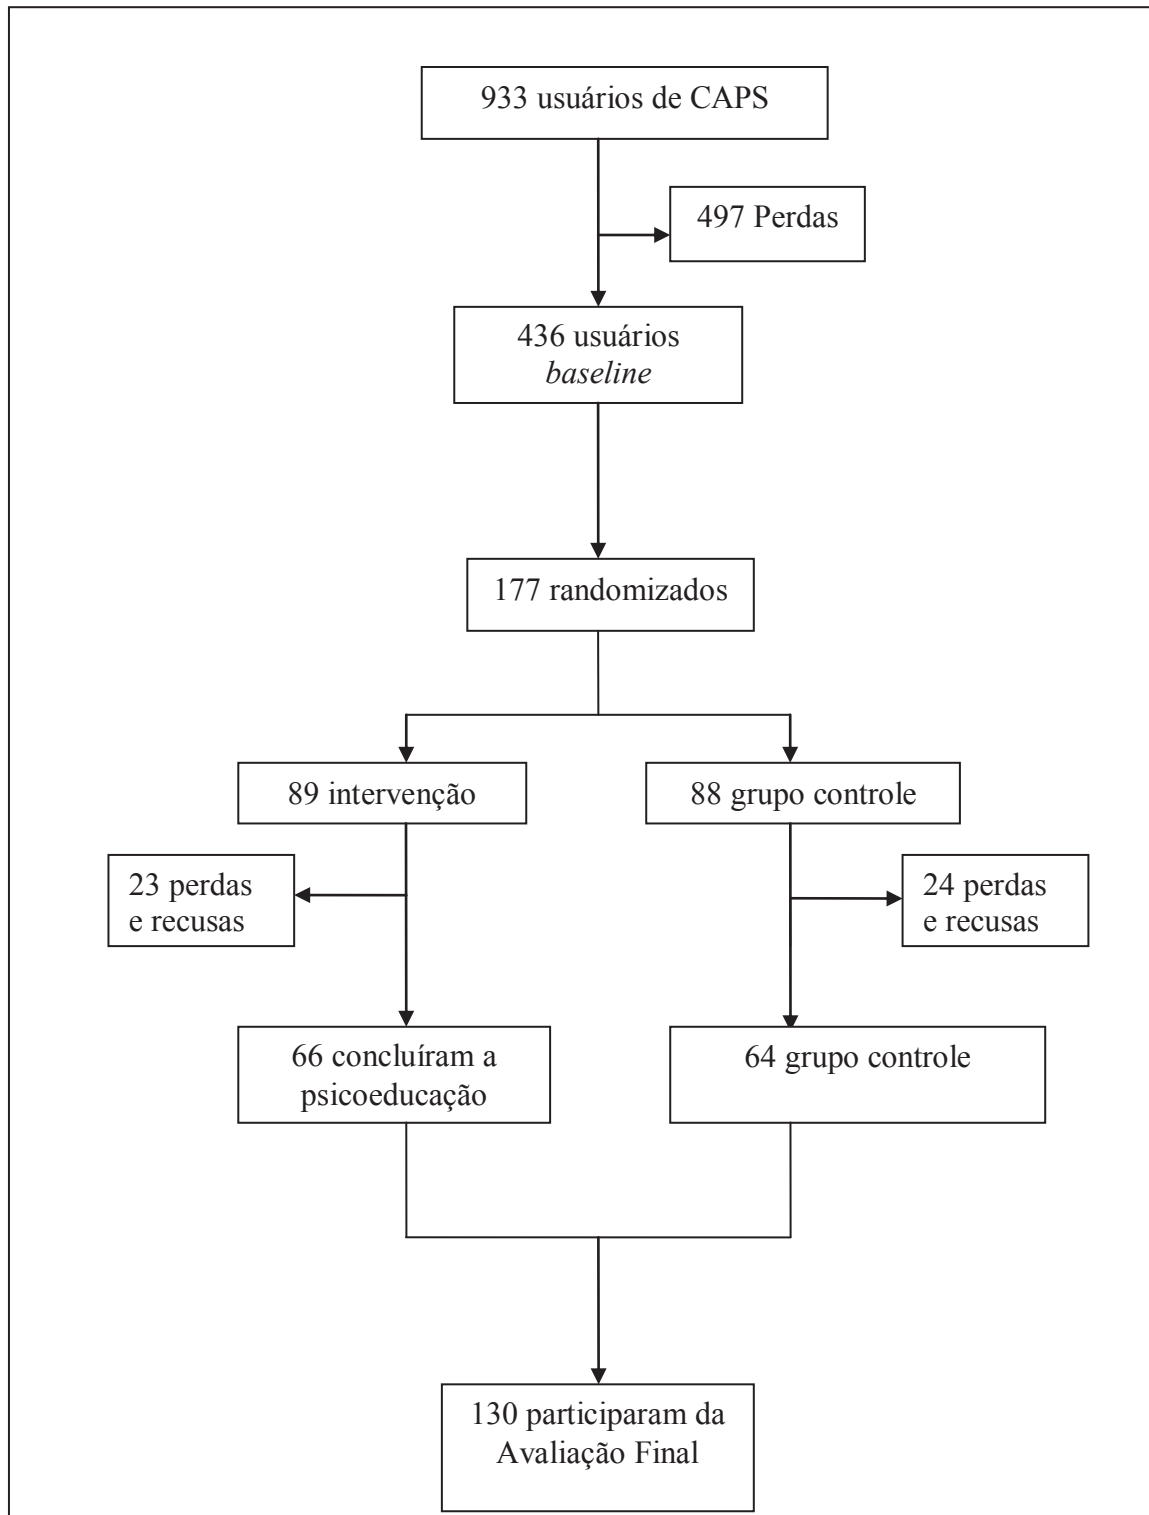 933 usuários de CAPS
497 Perdas
436 usuários
baseline
177 randomizados
89 intervenção
88 grupo controle
23 perdas
e recusas
24 perdas
e recusas
66 concluíram a
psicoeducação
64 grupo controle
130 participaram da
Avaliação Final